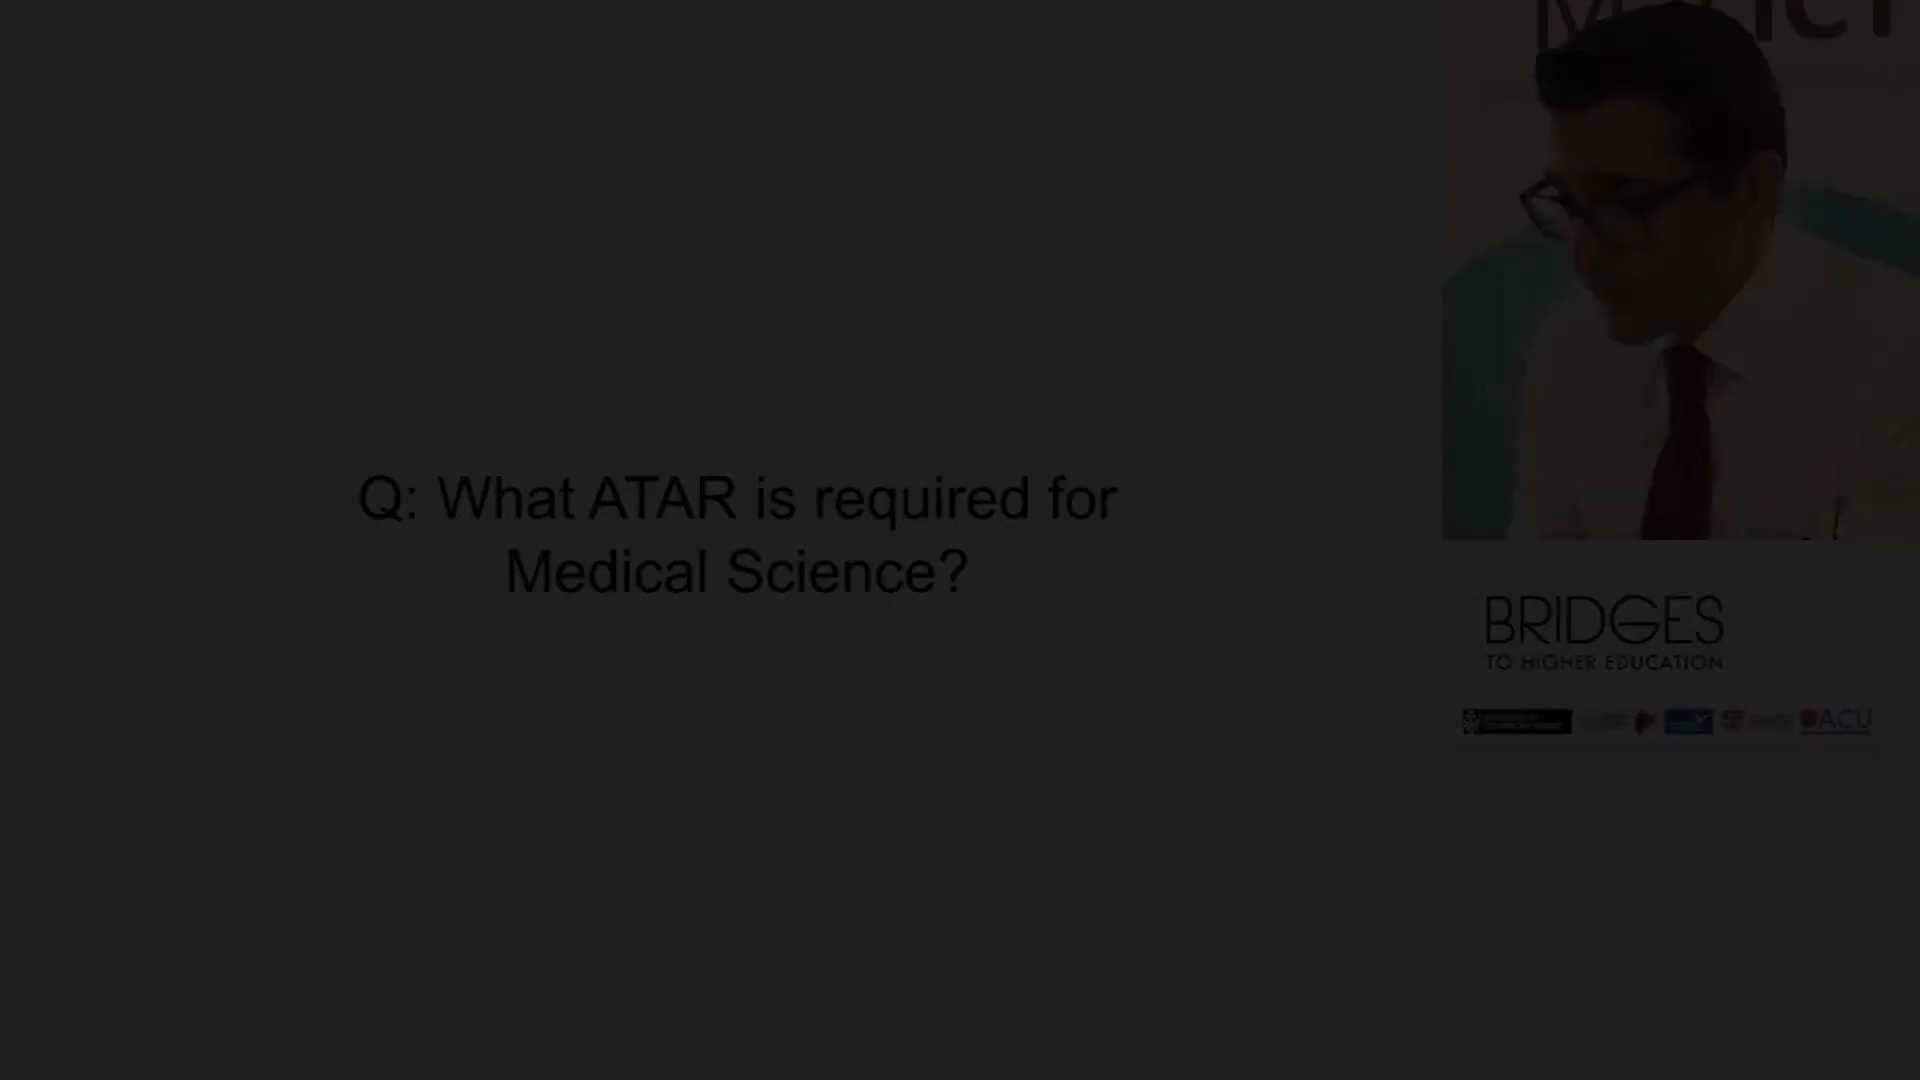 Q: What ATAR is required for
Medical Science?
BRIDGES
TO HIGHER EDUCATION
ACU